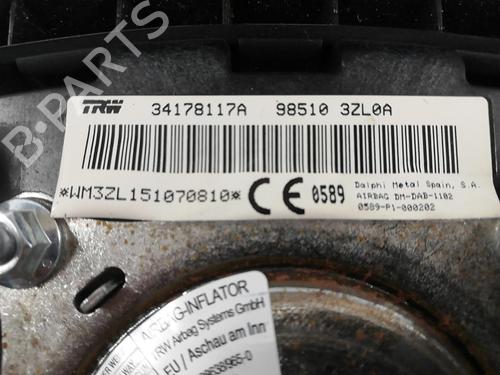 B-PARTS
TRW 34178117A 98510 3ZL0A
*WM3ZL151070810* CE 0589
Dalphi Metal Spain, S.A.
AIRBAG DM-DAB-1102
0589-P1-000202
AIRBAG-INFLATOR
TRW Airbag Systems GmbH
EU / Aschau am Inn